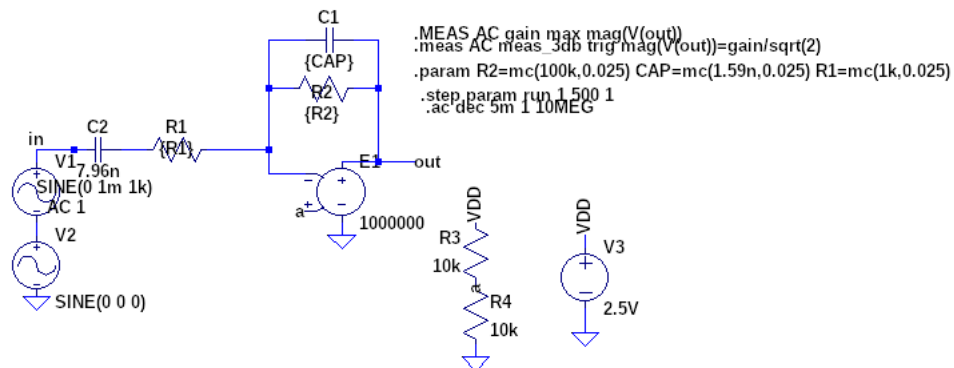 C1
{CAP}
R2
{R2}
.MEAS AC gain max mag(V(out))
.meas AC meas_3db trig mag(V(out))=gain/sqrt(2)
.param R2=mc(100k,0.025) CAP=mc(1.59n,0.025) R1=mc(1k,0.025)
.step param run 1 500 1
.ac dec 5m 1 10MEG
in
C2
7.96n
R1
{R1}
V1
SINE(0 1m 1k)
AC 1
V2
SINE(0 0 0)
E1
out
a
1000000
VDD
R3
10k
a
R4
10k
VDD
V3
2.5V